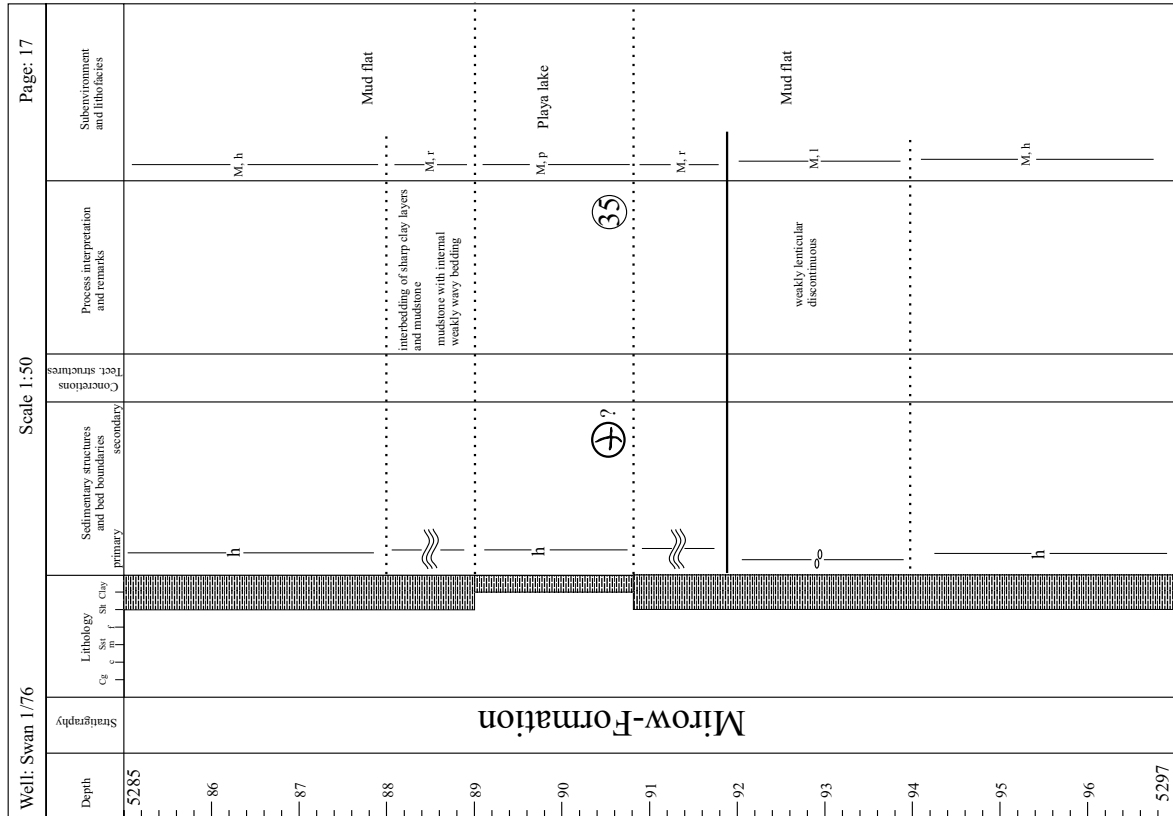 Well: Swan 1/76
Scale 1:50
Page: 17
Depth
Stratigraphy
Lithology
Cg
c
Sst
m
f
Slt
Clay
Sedimentary structures
and bed boundaries
primary
secondary
Concretions
Tect. structures
Process interpretation
and remarks
Subenvironment
and lithofacies
5285
86
87
88
89
90
91
92
93
94
95
96
5297
Mirow-Formation
h
h
h
?
interbedding of sharp clay layers
and mudstone
mudstone with internal
weakly wavy bedding
35
weakly lenticular
discontinuous
M, h
M, r
M, p
M, r
M, l
M, h
Mud flat
Playa lake
Mud flat